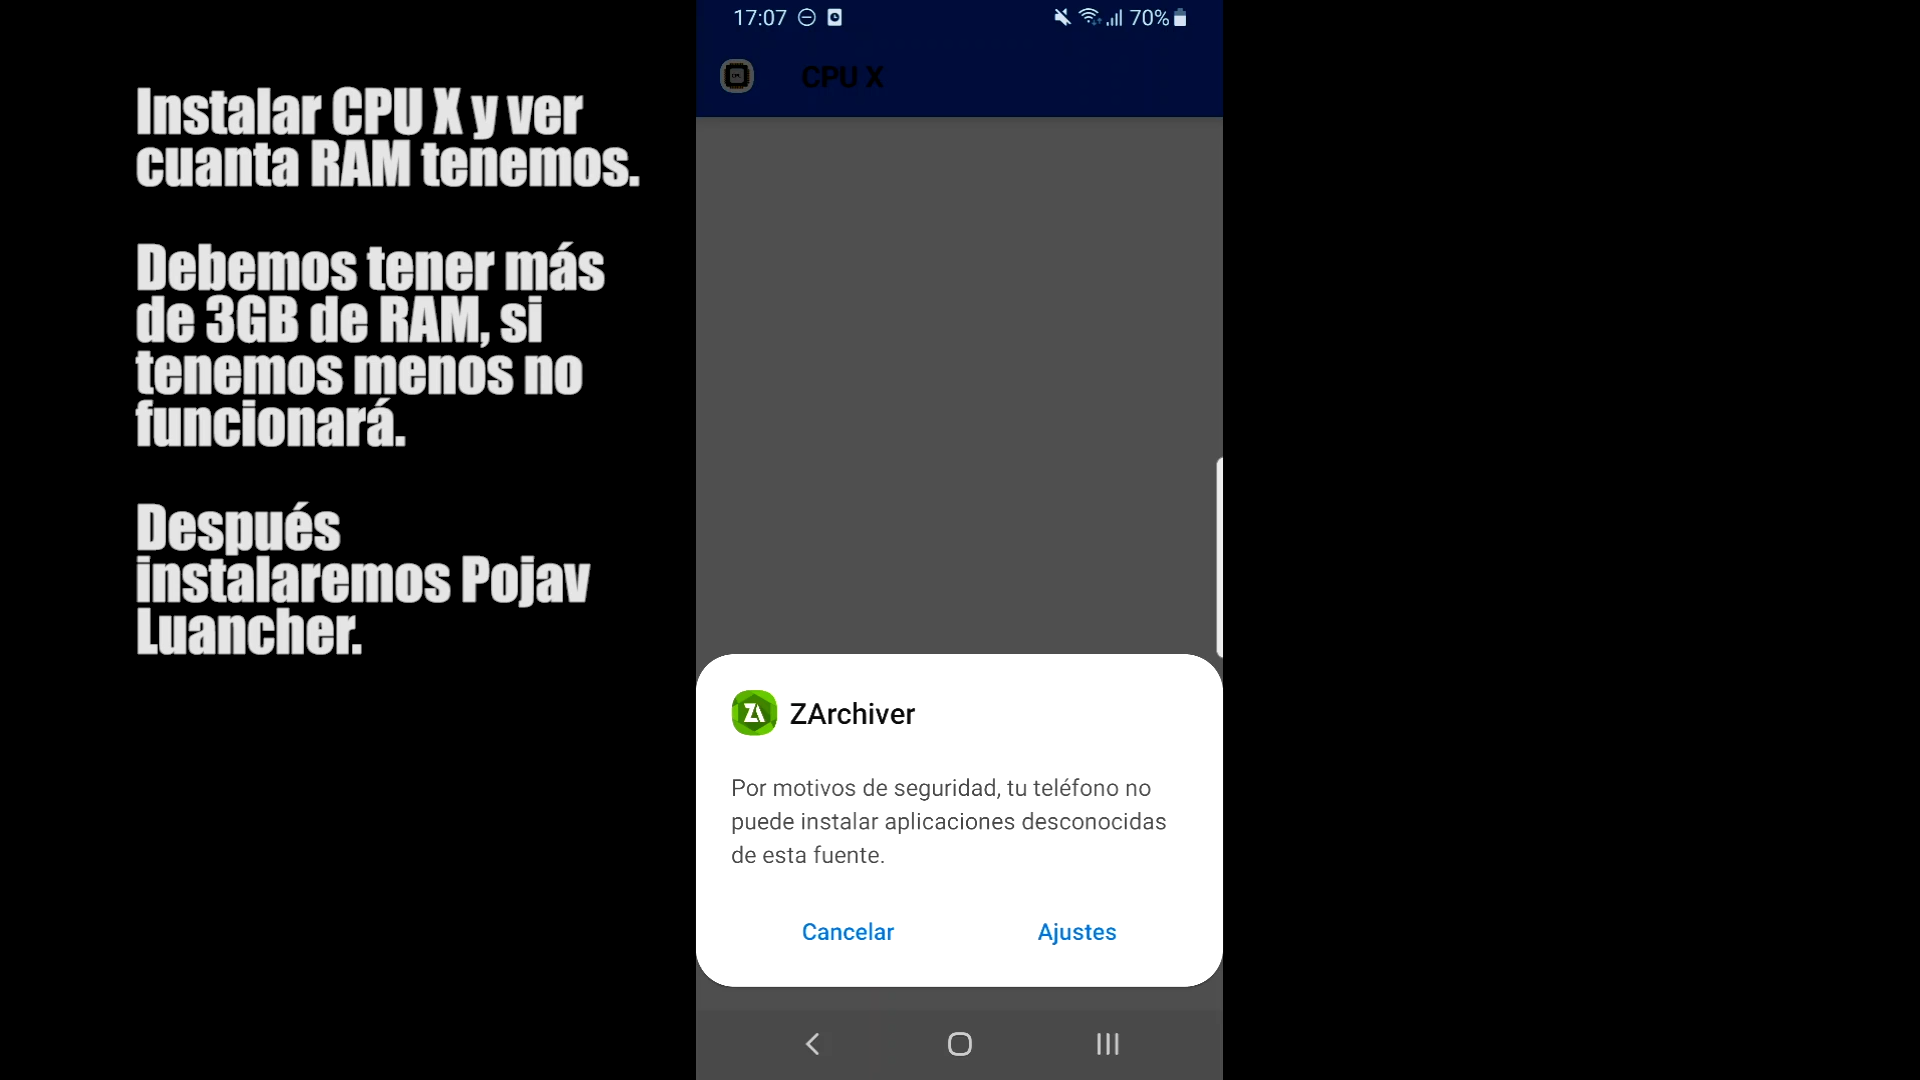 Instalar CPU X y ver
cuanta RAM tenemos.
Debemos tener más
de 3GB de RAM, si
tenemos menos no
funcionará.
Después
instalaremos Pojav
Luancher.
17:07
70%
CPU X
ZArchiver
Por motivos de seguridad, tu teléfono no
puede instalar aplicaciones desconocidas
de esta fuente.
Cancelar
Ajustes